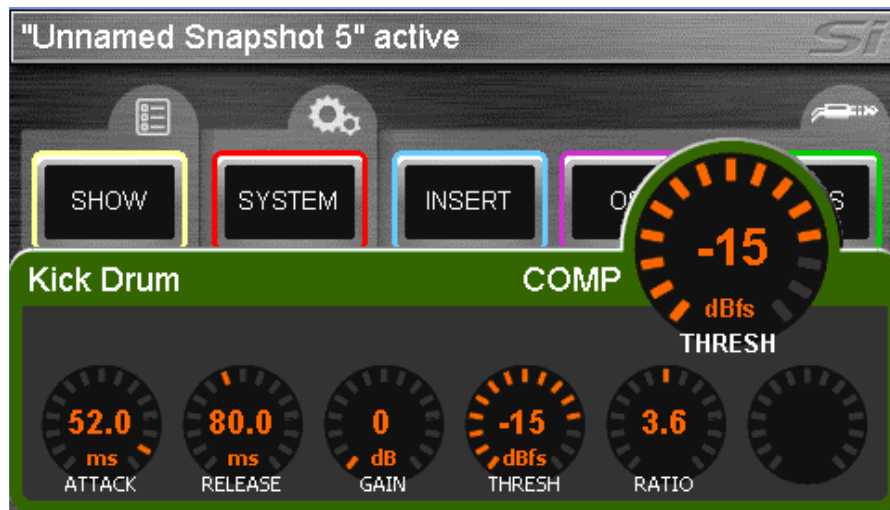 "Unnamed Snapshot 5" active
Si
SHOW
SYSTEM
INSERT
Kick Drum
COMP
-15
dBfs
THRESH
52.0
ms
ATTACK
80.0
ms
RELEASE
0
dB
GAIN
-15
dBfs
THRESH
3.6
RATIO